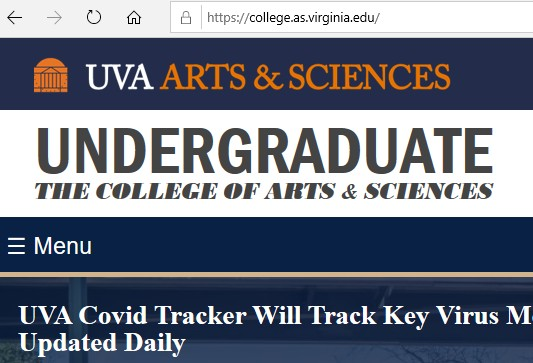 https://college.as.virginia.edu/
UVA ARTS & SCIENCES
UNDERGRADUATE
THE COLLEGE OF ARTS & SCIENCES
☰ Menu
UVA Covid Tracker Will Track Key Virus
Updated Daily